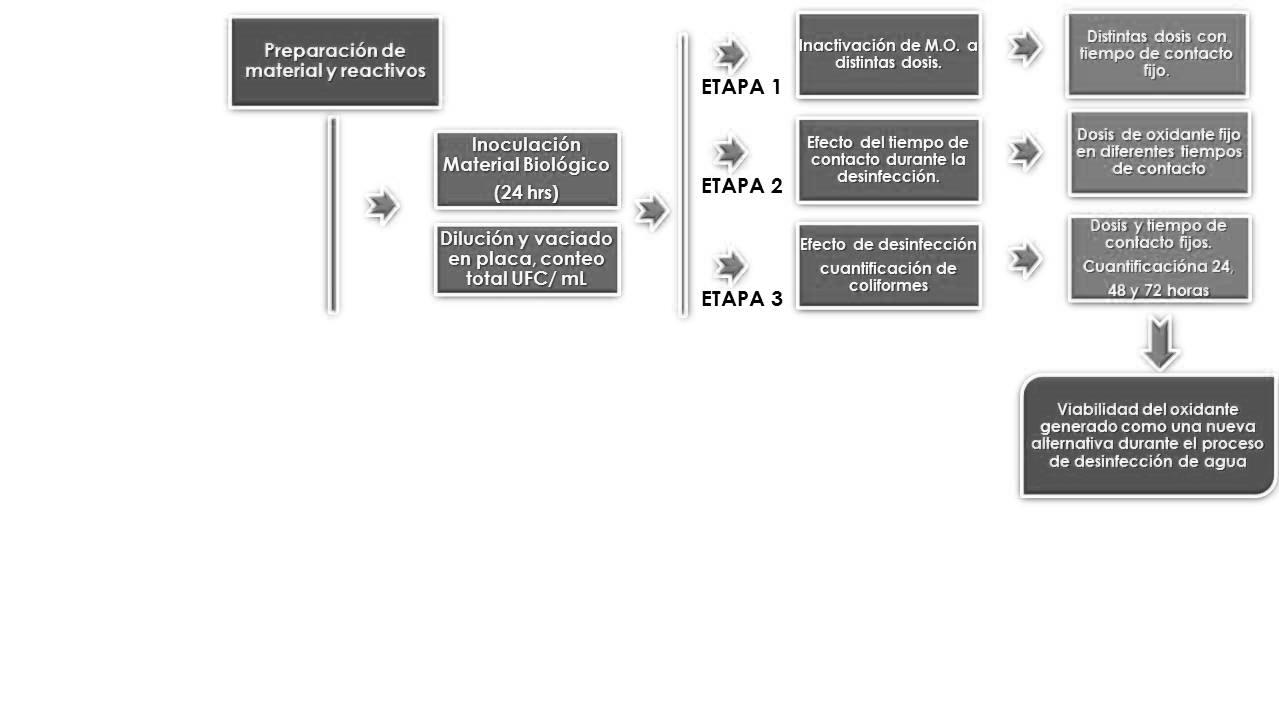 Preparación de
material y reactivos
Inoculación
Material Biológico
(24 hrs)
Dilución y vaciado
en placa, conteo
total UFC/ mL
ETAPA 1
Inactivación de M.O. a
distintas dosis.
Distintas dosis con
tiempo de contacto
fijo.
ETAPA 2
Efecto del tiempo de
contacto durante la
desinfección.
Dosis de oxidante fijo
en diferentes tiempos
de contacto
ETAPA 3
Efecto de desinfección
cuantificación de
coliformes
Dosis y tiempo de
contacto fijos.
Cuantificacióna 24,
48 y 72 horas
Viabilidad del oxidante
generado como una nueva
alternativa durante el proceso
de desinfección de agua